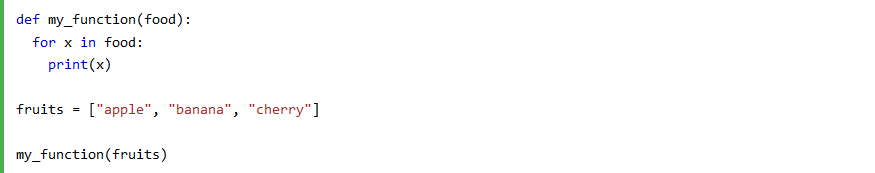 def my_function(food):
  for x in food:
    print(x)

fruits = ["apple", "banana", "cherry"]

my_function(fruits)